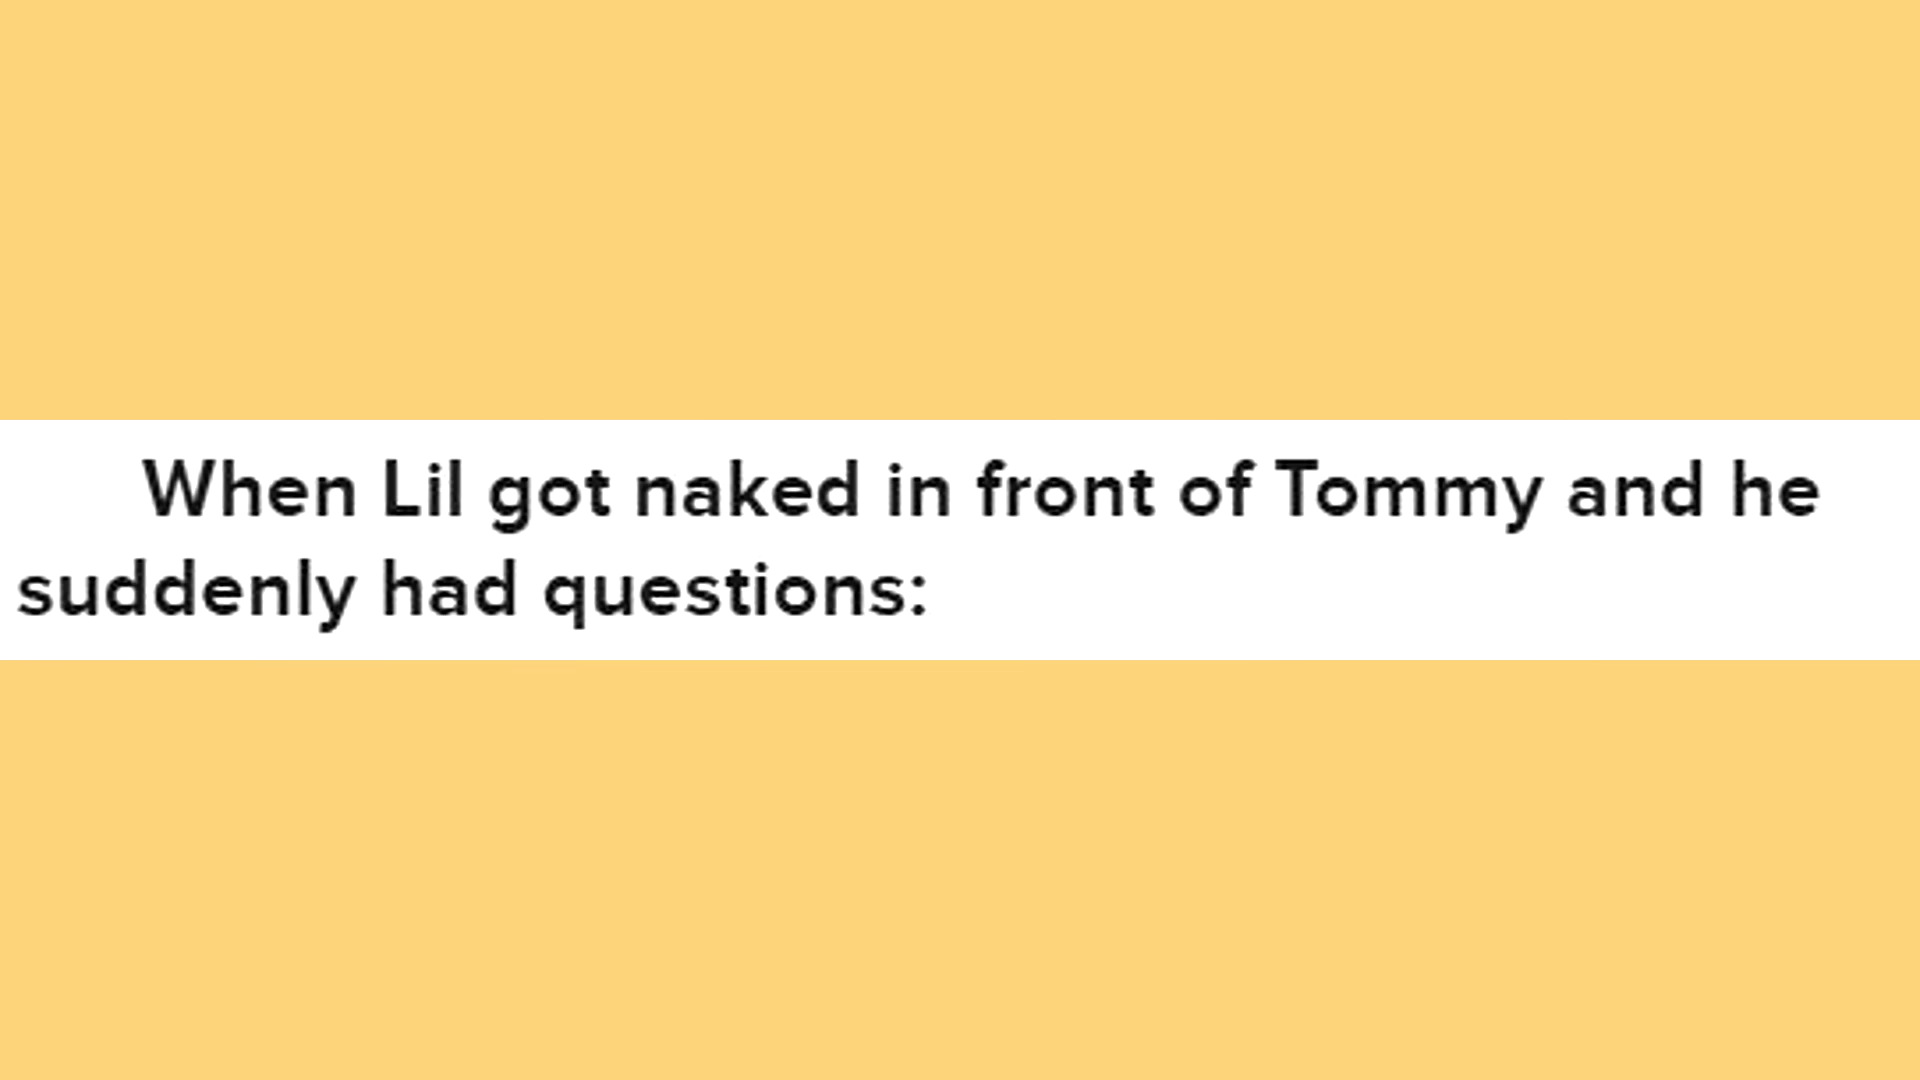 When Lil got naked in front of Tommy and he
suddenly had questions: